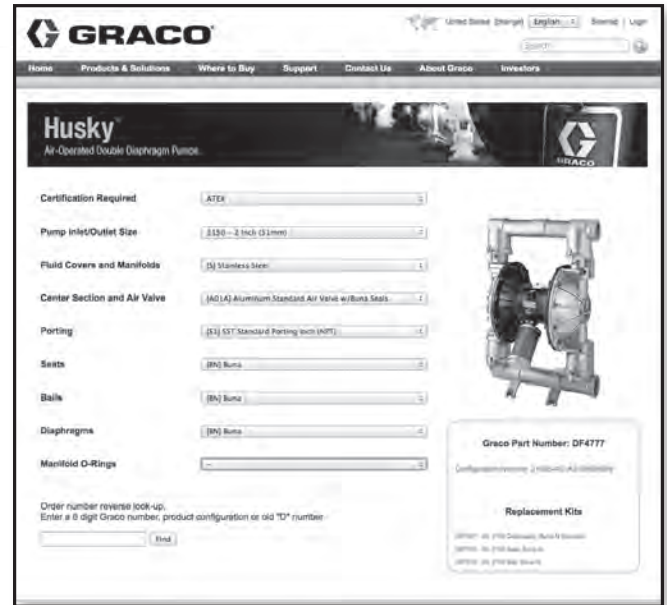 GRACO
United States [change] English Sitemap | Login
Search
Home Products & Solutions Where to Buy Support Contact Us About Graco Investors
Husky™
Air-Operated Double Diaphragm Pumps
GRACO
Certification Required ATEX
Pump Inlet/Outlet Size 2150 – 2 Inch (51mm)
Fluid Covers and Manifolds [S] Stainless Steel
Center Section and Air Valve [A01A] Aluminum Standard Air Valve w/Buna Seals
Porting SST Standard Porting Inch (NPT)
Seats [BN] Buna
Balls [BN] Buna
Diaphragms [BN] Buna
Manifold O-Rings --
Graco Part Number: DF4777
Replacement Kits
Order number reverse look-up.
Enter a 6 digit Graco number, product configuration or old "D" number
Find